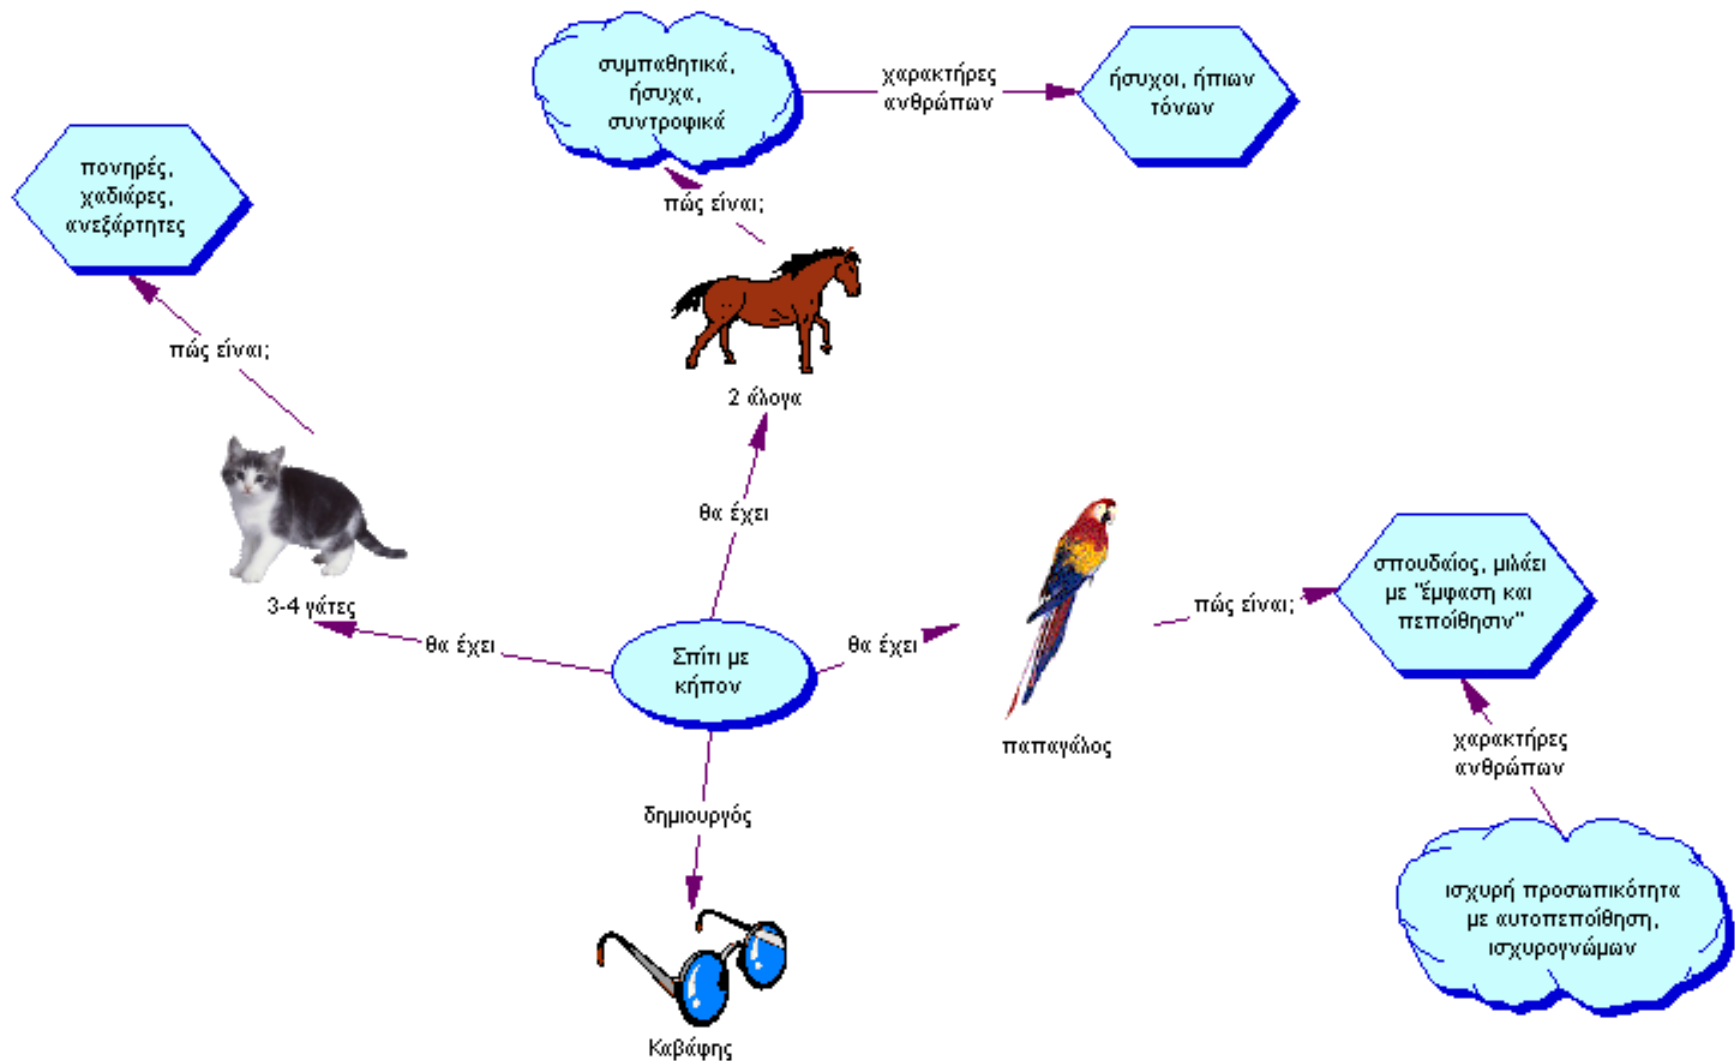 συμπαθητικά,
ήσυχα,
συντροφικά
χαρακτήρες
ανθρώπων
ήσυχοι, ήπιων
τόνων
πονηρές,
χαδιάρες,
ανεξάρτητες
πώς είναι;
πώς είναι;
2 άλογα
θα έχει
3-4 γάτες
θα έχει
Σπίτι με
κήπον
θα έχει
παπαγάλος
πώς είναι;
σπουδαίος, μιλάει
με "έμφαση και
πεποίθησιν"
χαρακτήρες
ανθρώπων
ισχυρή προσωπικότητα
με αυτοπεποίθηση,
ισχυρογνώμων
δημιουργός
Καβάφης